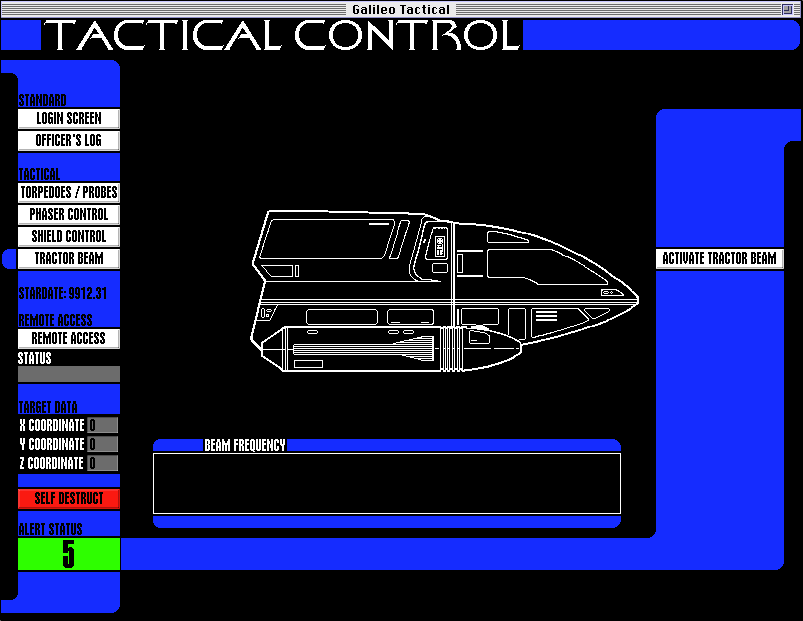 Galileo Tactical
TACTICAL CONTROL
STANDARD
LOGIN SCREEN
OFFICER'S LOG
TACTICAL
TORPEDOES / PROBES
PHASER CONTROL
SHIELD CONTROL
TRACTOR BEAM
STARDATE: 9912.31
REMOTE ACCESS
REMOTE ACCESS
STATUS
TARGET DATA
X COORDINATE 0
Y COORDINATE 0
Z COORDINATE 0
SELF DESTRUCT
ALERT STATUS
5
BEAM FREQUENCY
ACTIVATE TRACTOR BEAM